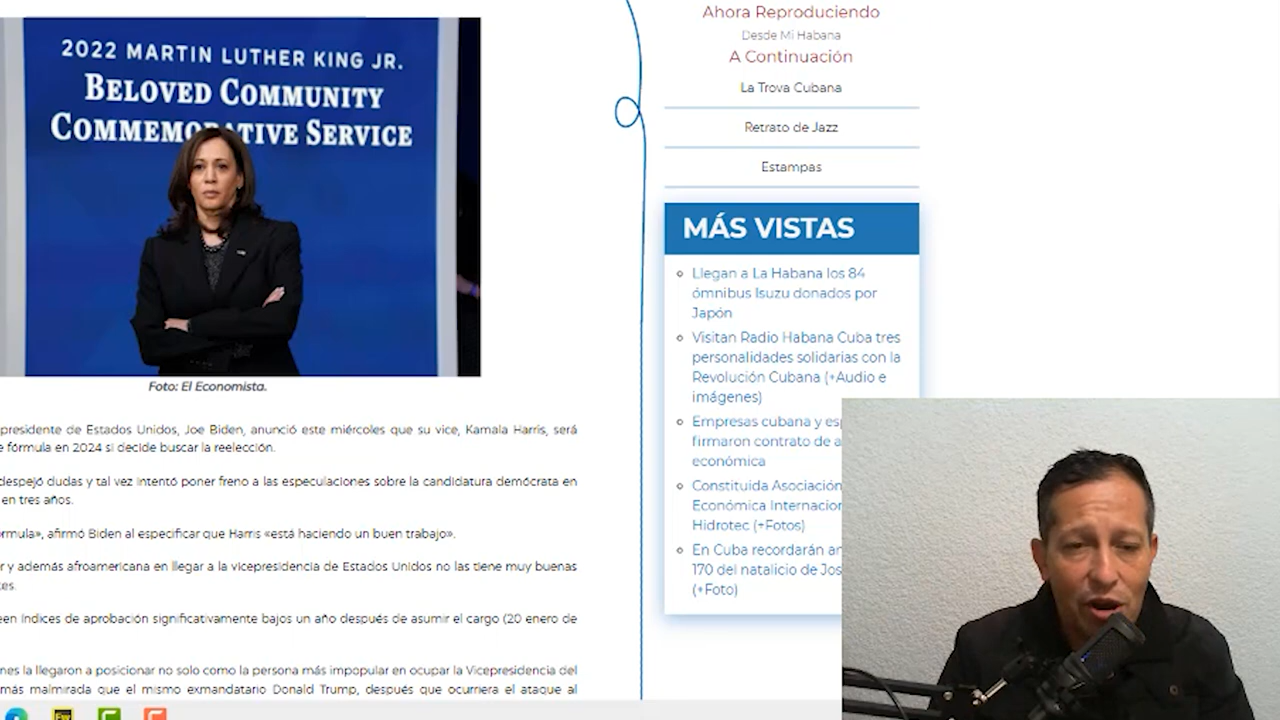 2022 MARTIN LUTHER KING JR.
BELOVED COMMUNITY
COMMEMORATIVE SERVICE
Foto: El Economista.
presidente de Estados Unidos, Joe Biden, anunció este miércoles que su vice, Kamala Harris, será
fórmula en 2024 si decide buscar la reelección.
despejó dudas y tal vez intentó poner freno a las especulaciones sobre la candidatura demócrata en
en tres años.
afirmó Biden al especificar que Harris «está haciendo un buen trabajo».
y además afroamericana en llegar a la vicepresidencia de Estados Unidos no las tiene muy buenas
índices de aprobación significativamente bajos un año después de asumir el cargo (20 enero de
la llegaron a posicionar no solo como la persona más impopular en ocupar la Vicepresidencia del
más malmirada que el mismo exmandatario Donald Trump, después que ocurriera el ataque al
Ahora Reproduciendo
Desde Mi Habana
A Continuación
La Trova Cubana
Retrato de Jazz
Estampas
MÁS VISTAS
Llegan a La Habana los 84
ómnibus Isuzu donados por
Japón
Visitan Radio Habana Cuba tres
personalidades solidarias con la
Revolución Cubana (+Audio e
imágenes)
Empresas cubana y
firmaron contrato de
económica
Constituida Asociación
Económica
Hidrotec (+Fotos)
En Cuba recordarán
170 del natalicio de
(+Foto)